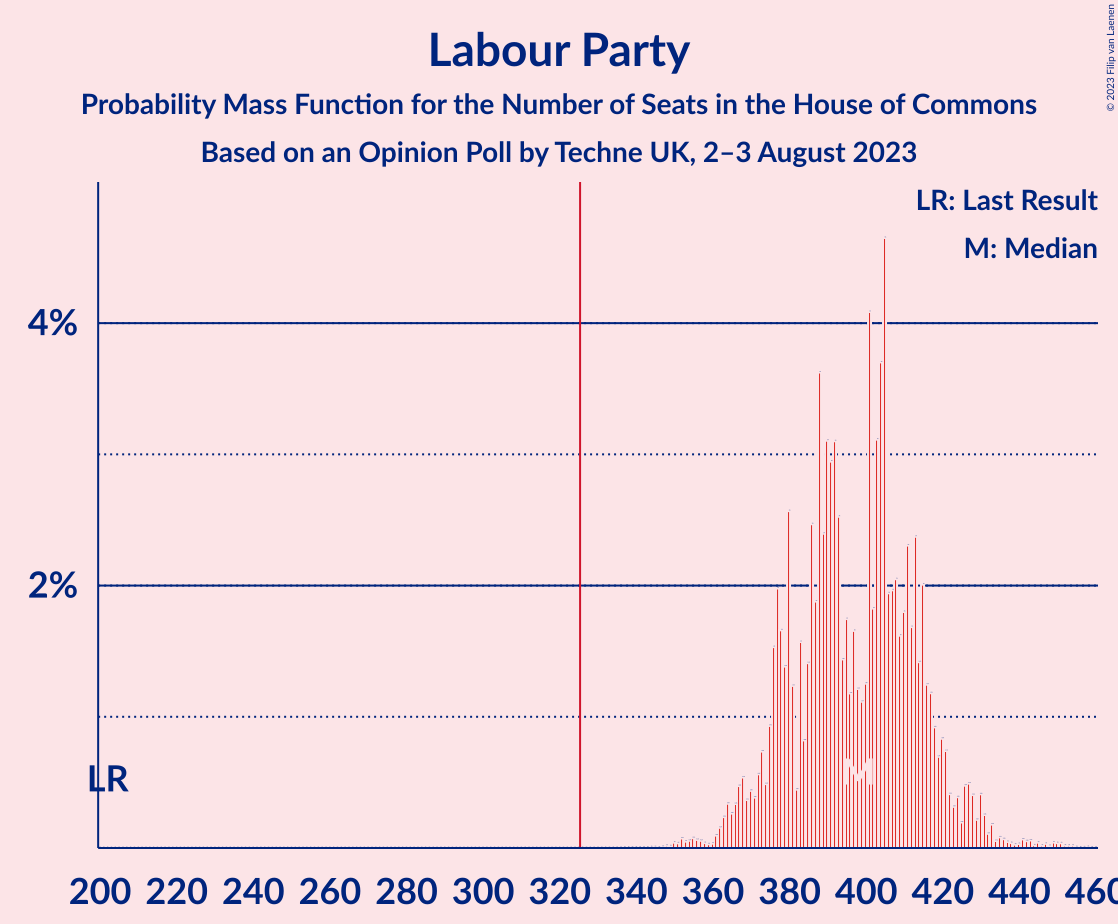 Labour Party
Probability Mass Function for the Number of Seats in the House of Commons
Based on an Opinion Poll by Techne UK, 2–3 August 2023
© 2023 Filip van Laenen
LR: Last Result
M: Median
4%
2%
LR
M
200 220 240 260 280 300 320 340 360 380 400 420 440 460